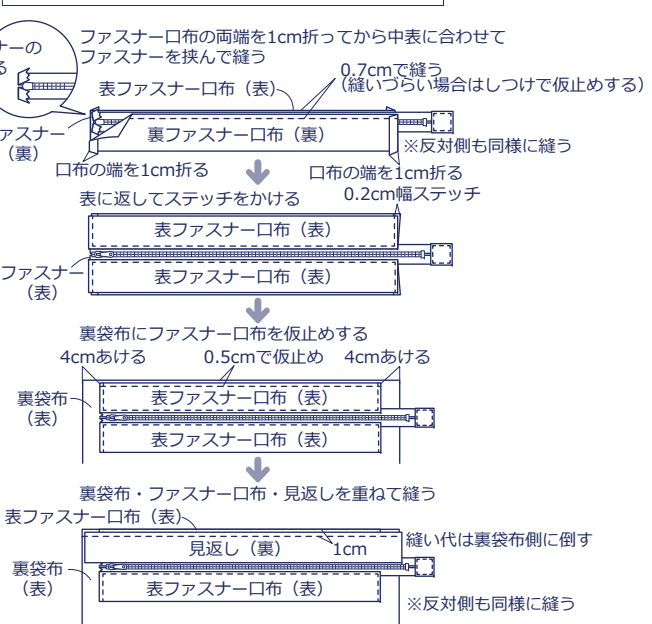 ファスナー口布の両端を1cm折ってから中表に合わせて
ファスナーを挟んで縫う
ナーの
る
0.7cmで縫う
(縫いづらい場合はしつけで仮止めする)
表ファスナー口布（表）
裏ファスナー口布（裏）
ァスナー
（裏）
※反対側も同様に縫う
口布の端を1cm折る
口布の端を1cm折る
表に返してステッチをかける
0.2cm幅ステッチ
表ファスナー口布（表）
ファスナー
（表）
表ファスナー口布（表）
裏袋布にファスナー口布を仮止めする
4cmあける
0.5cmで仮止め
4cmあける
裏袋布
（表）
表ファスナー口布（表）
表ファスナー口布（表）
裏袋布・ファスナー口布・見返しを重ねて縫う
表ファスナー口布（表）
見返し（裏）
1cm
縫い代は裏袋布側に倒す
裏袋布
（表）
表ファスナー口布（表）
※反対側も同様に縫う